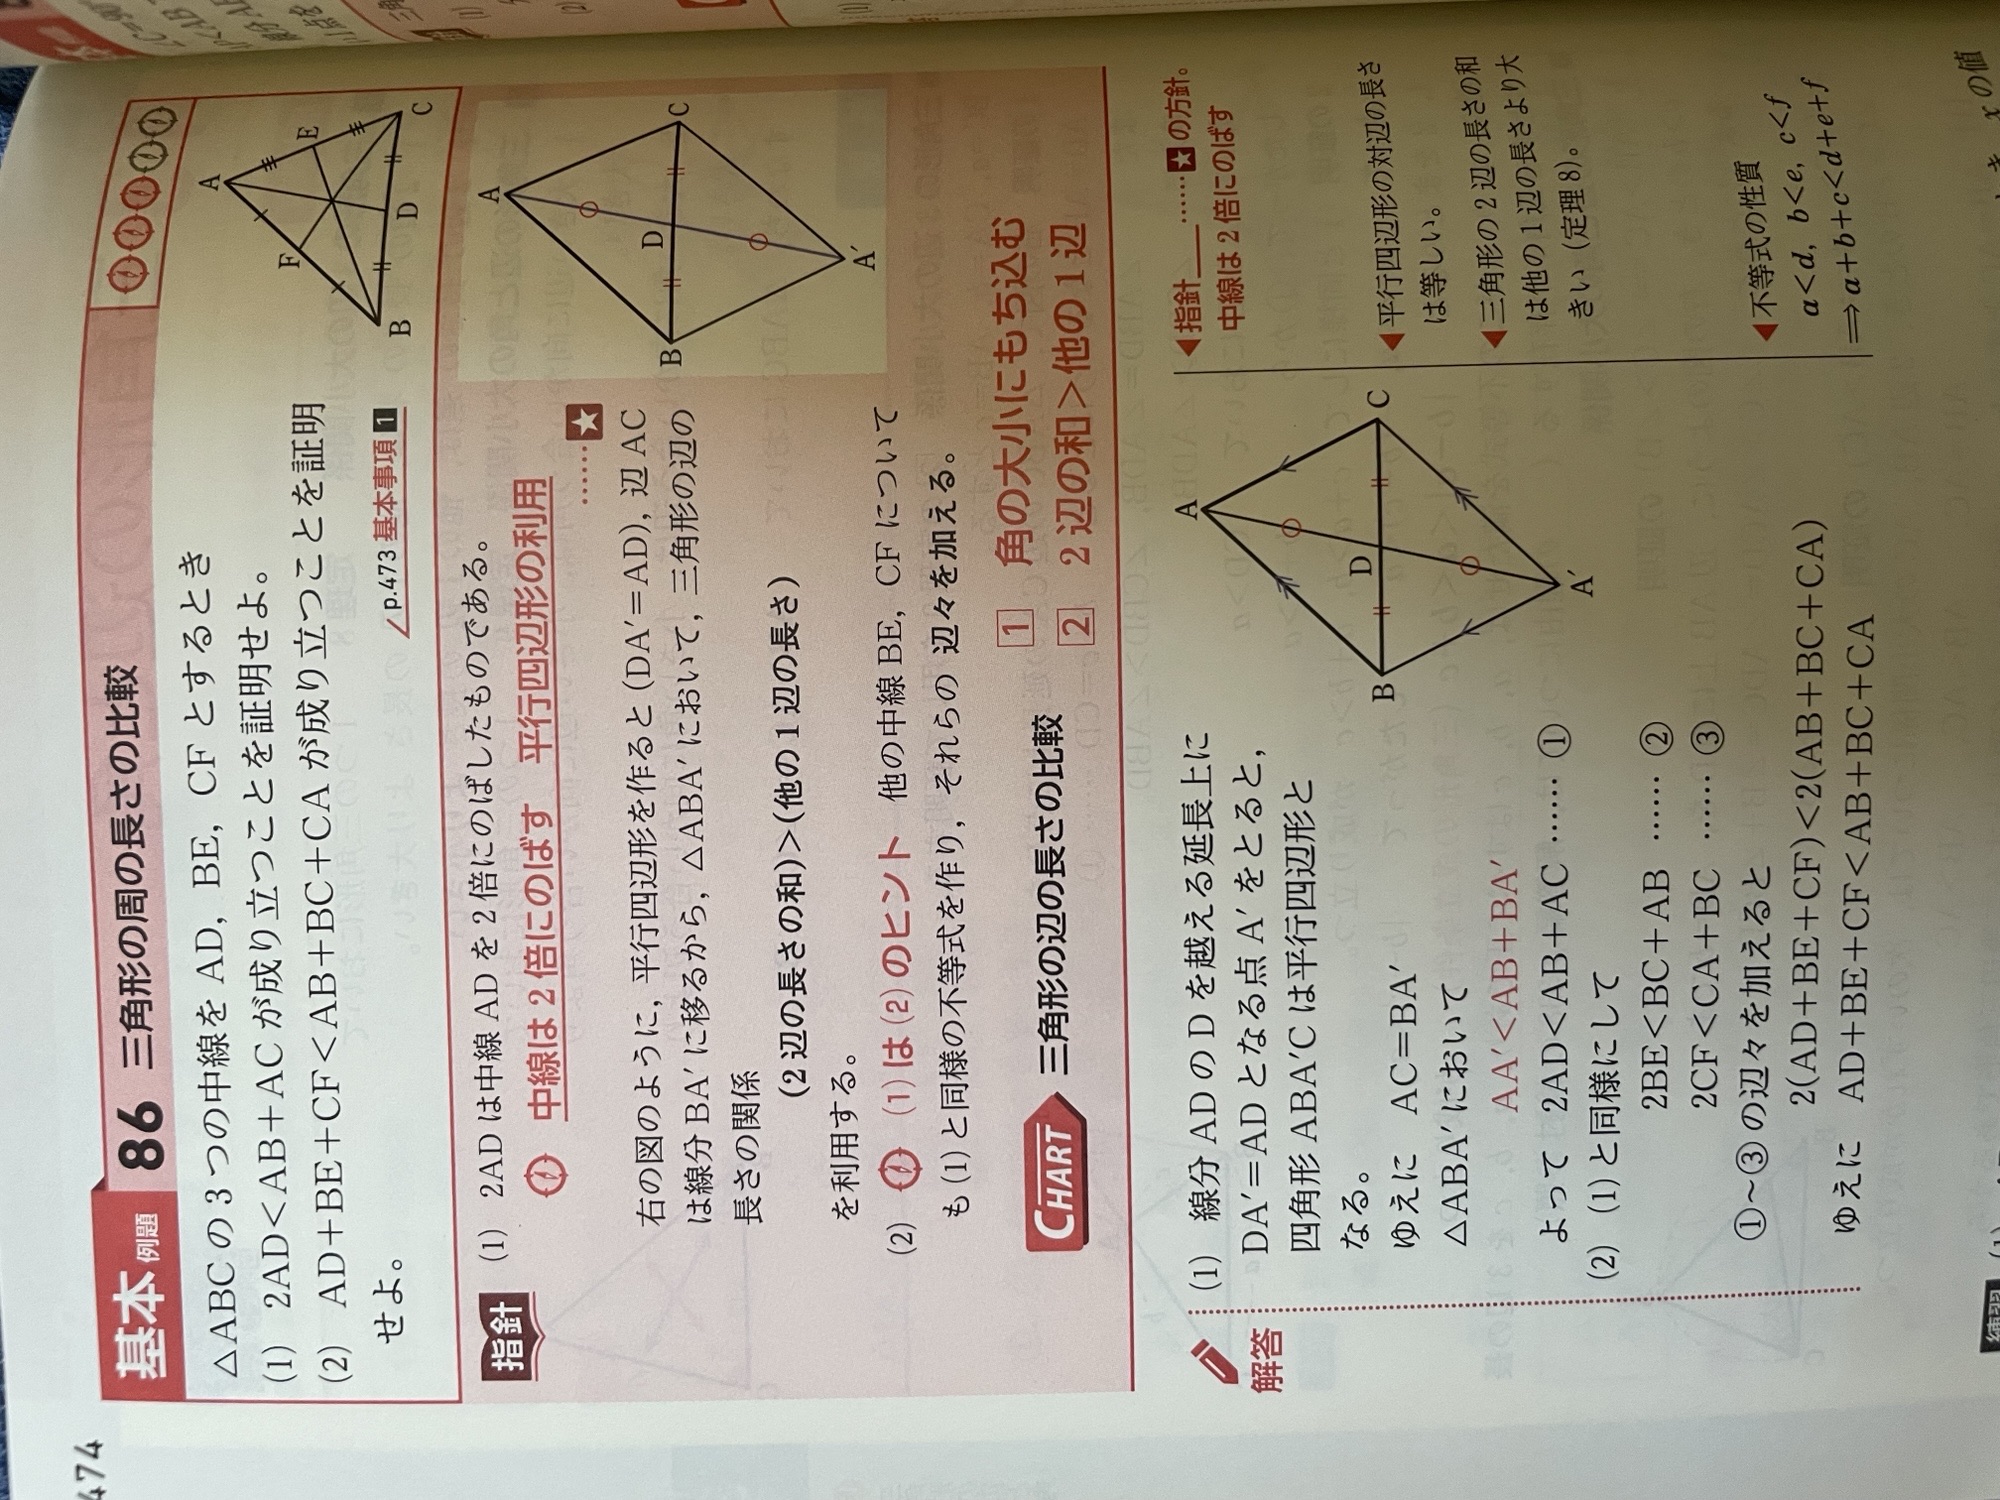 474
基本 例題 86 三角形の周の長さの比較
△ABC の 3 つの中線を AD，BE，CF とするとき
(1) 2AD＜AB＋AC が成り立つことを証明せよ。
(2) AD＋BE＋CF＜AB＋BC＋CA が成り立つことを証明
せよ。
p.473 基本事項 1
A
F
E
B
D
C
指針
(1) 2AD は中線 AD を 2 倍にのばしたものである。
中線は 2 倍にのばす 平行四辺形の利用
……★
右の図のように，平行四辺形を作ると (DA′＝AD)，辺 AC
は線分 BA′ に移るから，△ABA′ において，三角形の辺の
長さの関係
(2 辺の長さの和)＞(他の 1 辺の長さ)
を利用する。
A
B
D
C
A′
(2) (1) は (2) のヒント 他の中線 BE，CF について
も (1) と同様の不等式を作り，それらの 辺々を加える。
CHART 三角形の辺の長さの比較
1 角の大小にもち込む
2 2 辺の和＞他の 1 辺
解答
(1) 線分 AD の D を越える延長上に
DA′＝AD となる点 A′ をとると，
四角形 ABA′C は平行四辺形と
なる。
ゆえに AC＝BA′
△ABA′ において
AA′＜AB＋BA′
よって 2AD＜AB＋AC …… ①
(2) (1) と同様にして
2BE＜BC＋AB …… ②
2CF＜CA＋BC …… ③
①～③ の辺々を加えると
2(AD＋BE＋CF)＜2(AB＋BC＋CA)
ゆえに AD＋BE＋CF＜AB＋BC＋CA
A
B
D
C
A′
◀指針＿＿……★ の方針。
中線は 2 倍にのばす
◀平行四辺形の対辺の長さ
は等しい。
◀三角形の 2 辺の長さの和
は他の 1 辺の長さより大
きい (定理 8)。
◀不等式の性質
a＜d, b＜e, c＜f
⟹ a＋b＋c＜d＋e＋f
練習 (1)
x の値